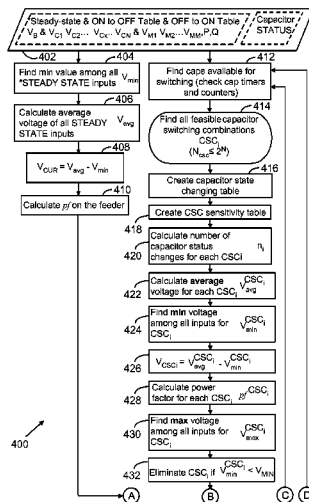 Steady-state & ON to OFF Table & OFF to ON Table
V_B & V_C1 V_C2... V_Cx... V_CN & V_M1 V_M2... V_MM,P,Q
Capacitor
STATUS
402
404
Find min value among all
*STEADY STATE inputs V_min
406
Calculate average
voltage of all STEADY V_avg
STATE inputs
408
V_CUR = V_avg - V_min
410
Calculate pf on the feeder
412
Find caps available for
switching (check cap timers
and counters)
414
Find all feasible capacitor
switching combinations
CSC_i
(N_csc ≤ 2^N)
416
Create capacitor state
changing table
418
Create CSC sensitivity table
420
Calculate number of
capacitor status n_i
changes for each CSCi
422
Calculate average
voltage for each CSC_i V_avg^CSC_i
424
Find min voltage
among all inputs for V_min^CSC_i
CSC_i
426
V_CSCi = V_avg^CSC_i - V_min^CSC_i
428
Calculate power
factor for each CSC_i pf^CSC_i
430
Find max voltage
among all inputs for V_max^CSC_i
CSC_i
432
Eliminate CSC_i if V_min^CSC_i < V_MIN
400
A
B
C
D